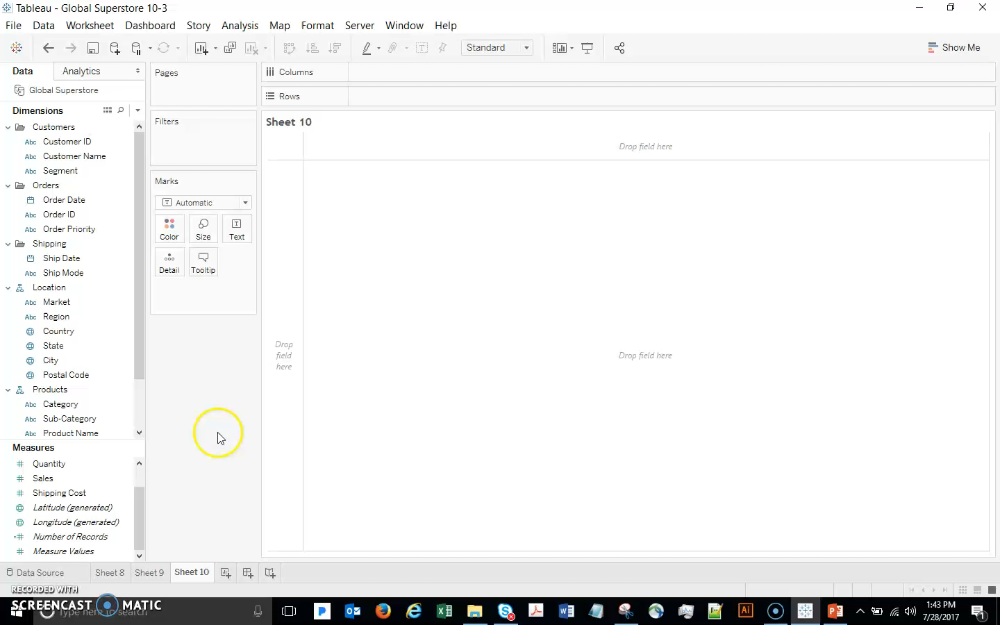 Tableau - Global Superstore 10-3
File Data Worksheet Dashboard Story Analysis Map Format Server Window Help
Standard
Show Me
Data
Analytics
Global Superstore
Dimensions
Customers
Abc Customer ID
Abc Customer Name
Abc Segment
Orders
Order Date
Abc Order ID
Abc Order Priority
Shipping
Ship Date
Abc Ship Mode
Location
Abc Market
Abc Region
Country
State
City
Postal Code
Products
Abc Category
Abc Sub-Category
Abc Product Name
Measures
# Quantity
# Sales
# Shipping Cost
Latitude (generated)
Longitude (generated)
=# Number of Records
# Measure Values
Pages
Filters
Marks
T Automatic
Color
Size
T
Text
Detail
Tooltip
Columns
Rows
Sheet 10
Drop field here
Drop
field
here
Drop field here
Data Source
Sheet 8
Sheet 9
Sheet 10
RECORDED WITH
SCREENCAST MATIC
Type here to search
1:43 PM
7/28/2017
1